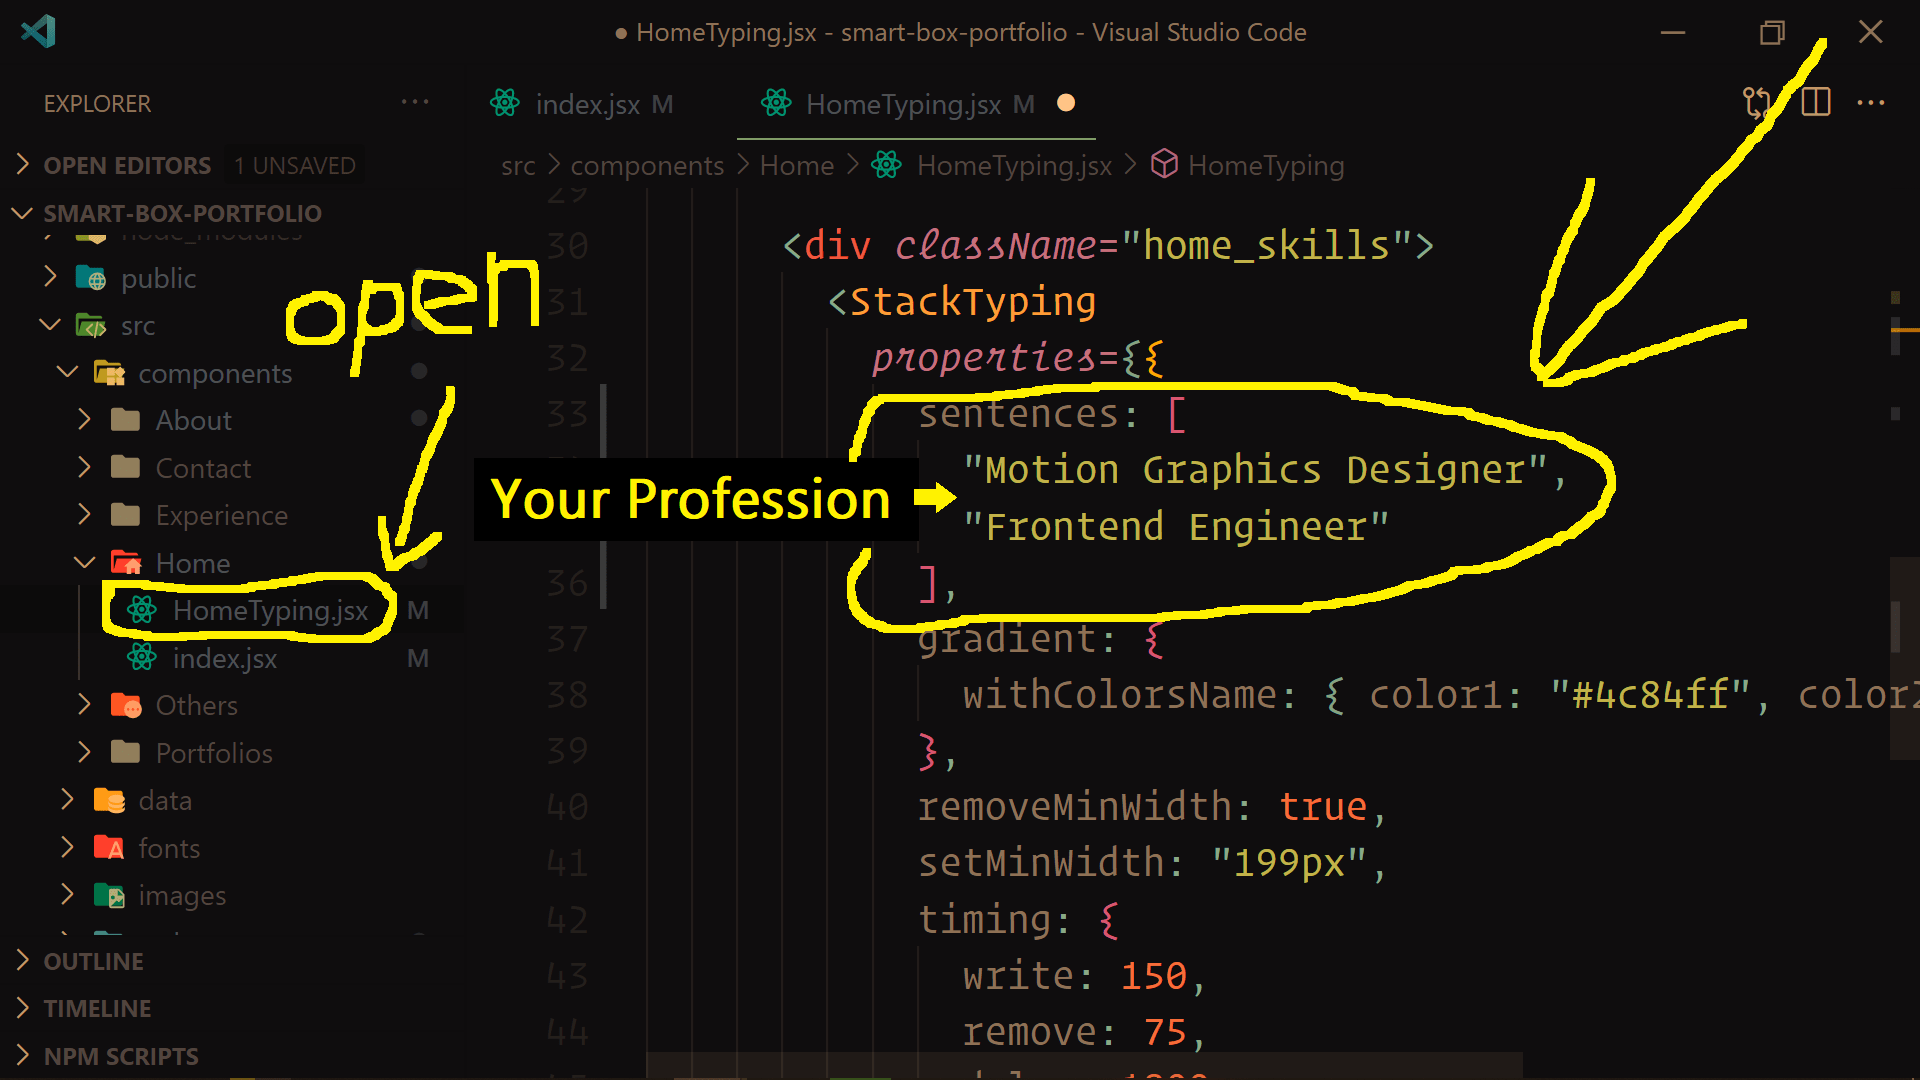 ● HomeTyping.jsx - smart-box-portfolio - Visual Studio Code
EXPLORER ···
index.jsx M
HomeTyping.jsx M
OPEN EDITORS 1 UNSAVED
src > components > Home > HomeTyping.jsx > HomeTyping
SMART-BOX-PORTFOLIO
node_modules
public
src
components
About
Contact
Experience
Home
HomeTyping.jsx M
index.jsx M
Others
Portfolios
data
fonts
images
OUTLINE
TIMELINE
NPM SCRIPTS
open
Your Profession
29
30 <div className="home_skills">
31 <StackTyping
32 properties={{
33 sentences: [
"Motion Graphics Designer",
"Frontend Engineer"
36 ],
37 gradient: {
38 withColorsName: { color1: "#4c84ff", color2
39 },
40 removeMinWidth: true,
41 setMinWidth: "199px",
42 timing: {
43 write: 150,
44 remove: 75,